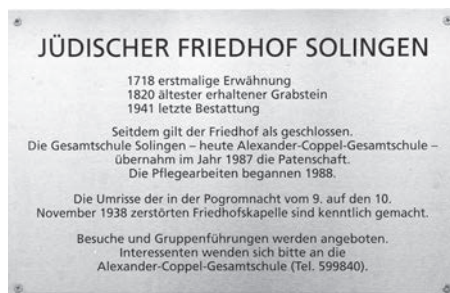 JÜDISCHER FRIEDHOF SOLINGEN
1718 erstmalige Erwähnung
1820 ältester erhaltener Grabstein
1941 letzte Bestattung
Seitdem gilt der Friedhof als geschlossen.
Die Gesamtschule Solingen – heute Alexander-Coppel-Gesamtschule –
übernahm im Jahr 1987 die Patenschaft.
Die Pflegearbeiten begannen 1988.
Die Umrisse der in der Pogromnacht vom 9. auf den 10.
November 1938 zerstörten Friedhofskapelle sind kenntlich gemacht.
Besuche und Gruppenführungen werden angeboten.
Interessenten wenden sich bitte an die
Alexander-Coppel-Gesamtschule (Tel. 599840).